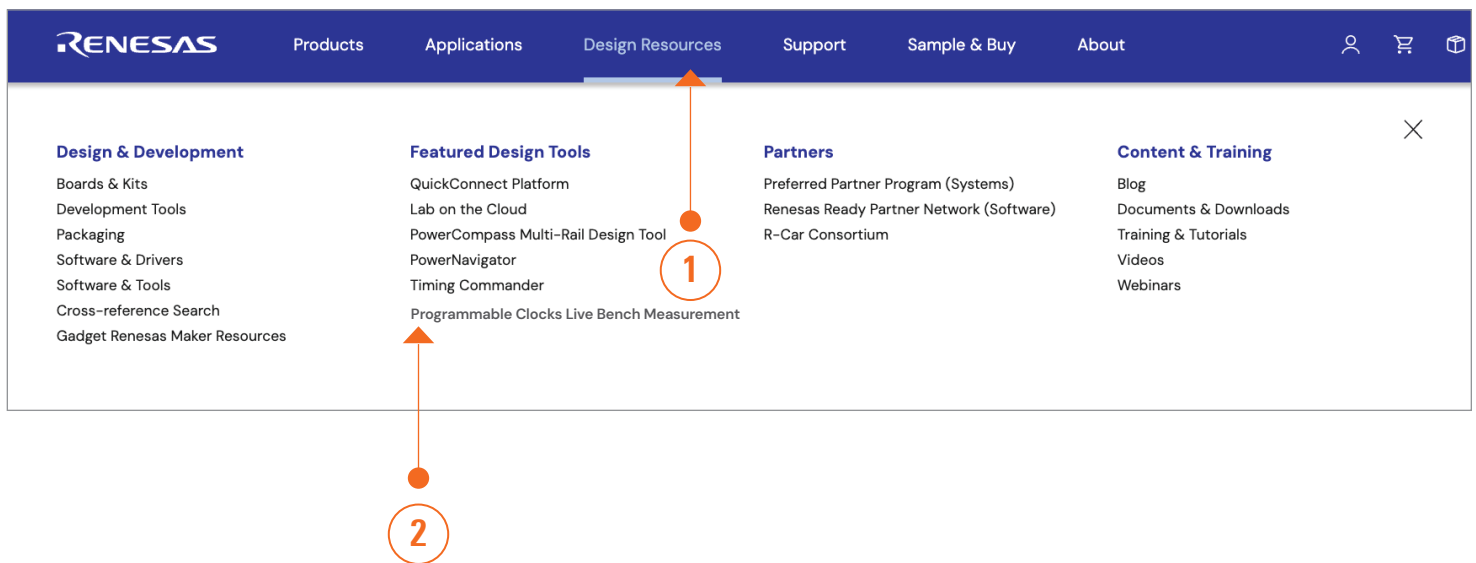 RENESAS Products Applications Design Resources Support Sample & Buy About
Design & Development
Boards & Kits
Development Tools
Packaging
Software & Drivers
Software & Tools
Cross-reference Search
Gadget Renesas Maker Resources
Featured Design Tools
QuickConnect Platform
Lab on the Cloud
PowerCompass Multi-Rail Design Tool
PowerNavigator
Timing Commander
Programmable Clocks Live Bench Measurement
Partners
Preferred Partner Program (Systems)
Renesas Ready Partner Network (Software)
R-Car Consortium
Content & Training
Blog
Documents & Downloads
Training & Tutorials
Videos
Webinars
1
2